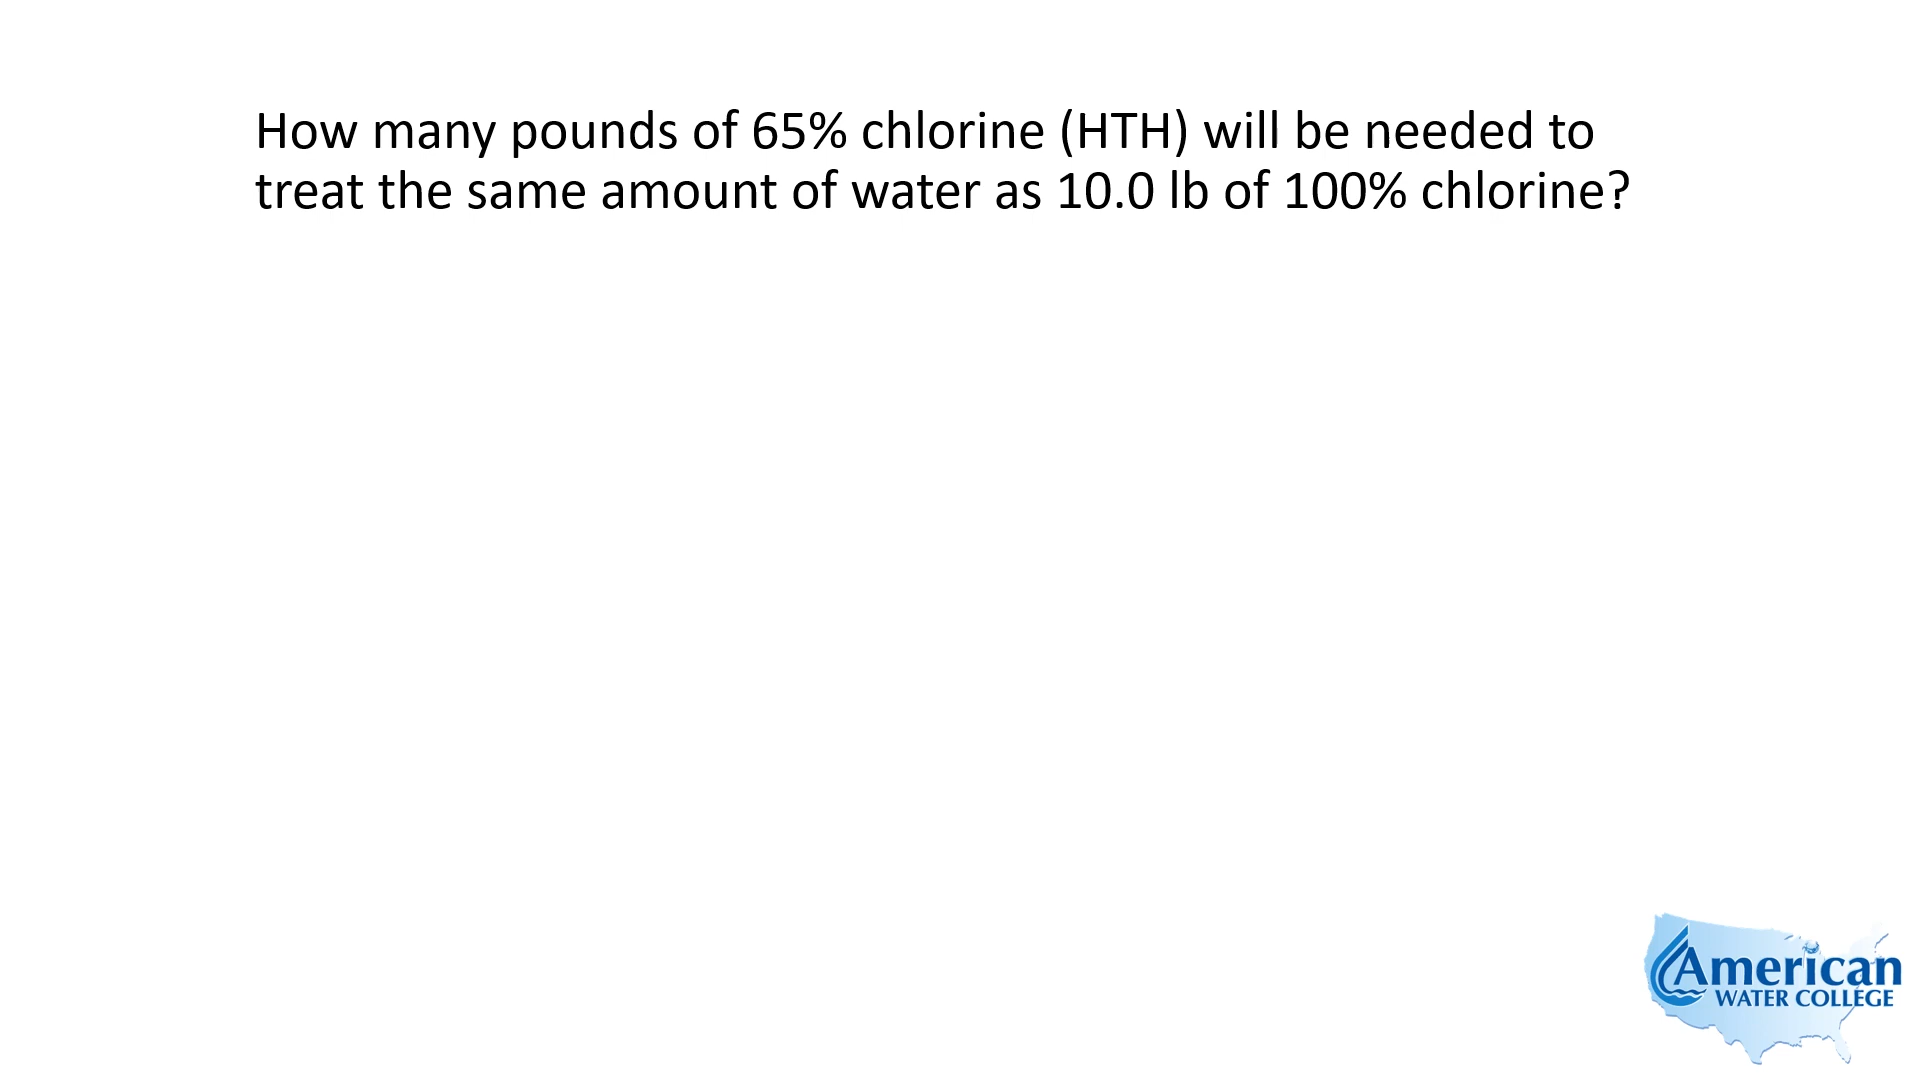 How many pounds of 65% chlorine (HTH) will be needed to
treat the same amount of water as 10.0 lb of 100% chlorine?
American
WATER COLLEGE